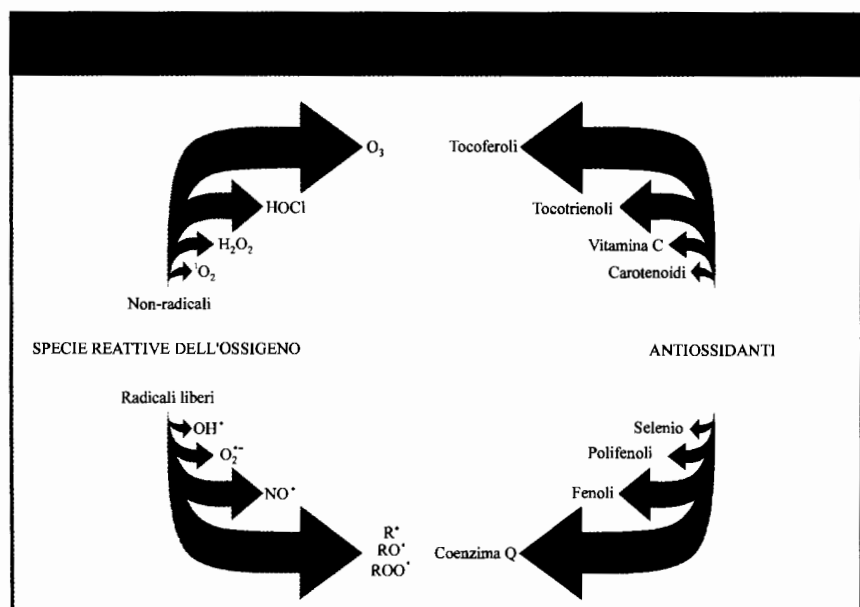 O₃ Tocoferoli
HOCl Tocotrienoli
H₂O₂ Vitamina C
¹O₂ Carotenoidi
Non-radicali
SPECIE REATTIVE DELL'OSSIGENO ANTIOSSIDANTI
Radicali liberi
OH• Selenio
O₂•⁻ Polifenoli
NO• Fenoli
R•
RO• Coenzima Q
ROO•